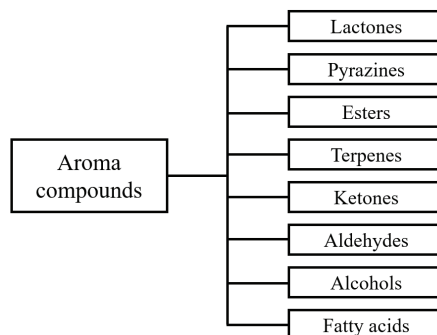 Aroma
compounds
Lactones
Pyrazines
Esters
Terpenes
Ketones
Aldehydes
Alcohols
Fatty acids